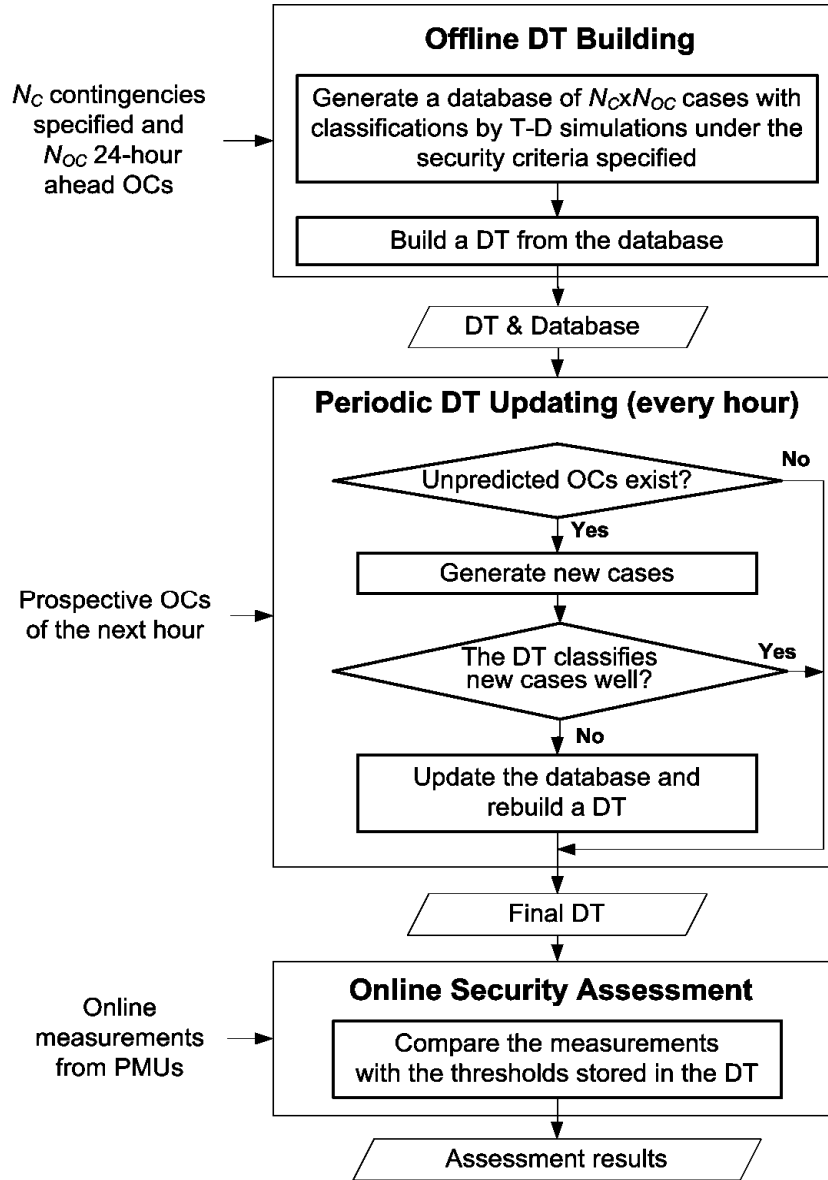 Offline DT Building
N_C contingencies
specified and
N_OC 24-hour
ahead OCs
Generate a database of N_CxN_OC cases with
classifications by T-D simulations under the
security criteria specified
Build a DT from the database
DT & Database
Periodic DT Updating (every hour)
Unpredicted OCs exist?
No
Yes
Generate new cases
Prospective OCs
of the next hour
The DT classifies
new cases well?
Yes
No
Update the database and
rebuild a DT
Final DT
Online Security Assessment
Online
measurements
from PMUs
Compare the measurements
with the thresholds stored in the DT
Assessment results